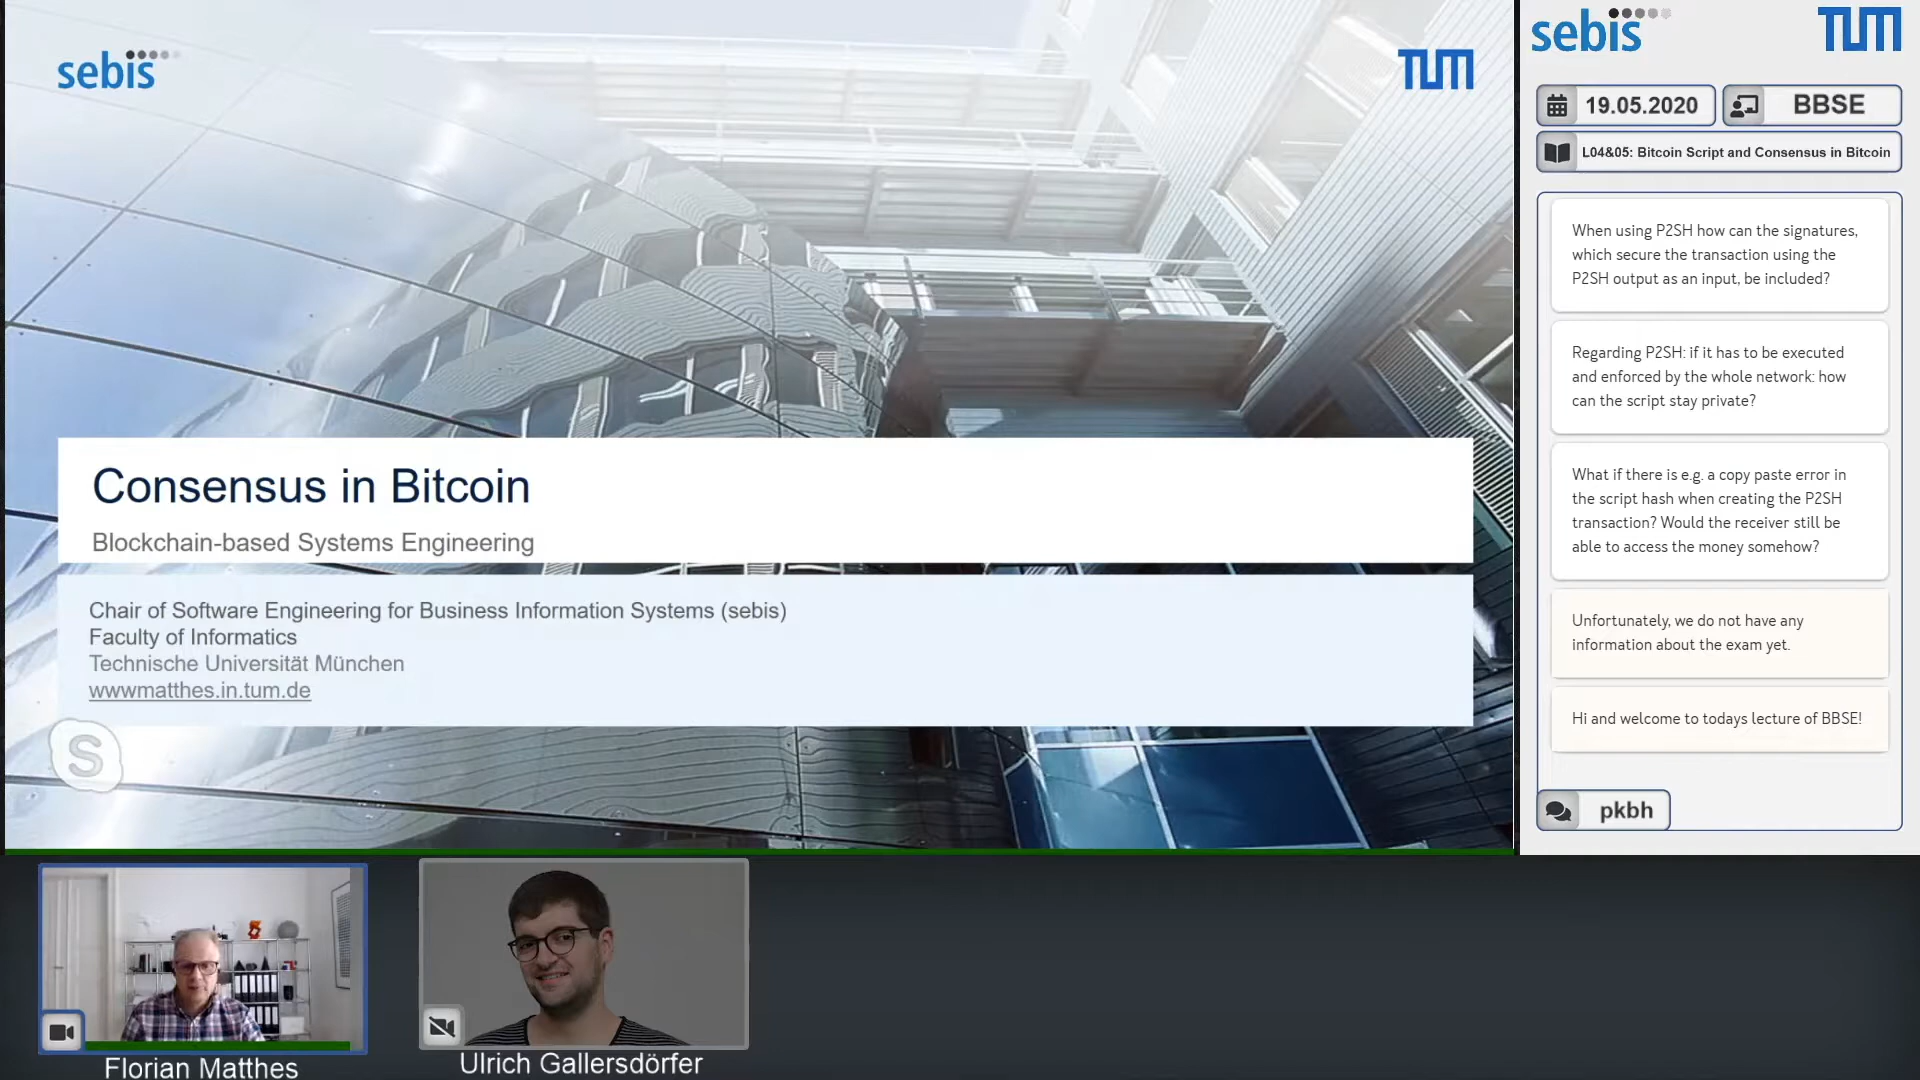 sebis
TUM
Consensus in Bitcoin
Blockchain-based Systems Engineering
Chair of Software Engineering for Business Information Systems (sebis)
Faculty of Informatics
Technische Universität München
wwwmatthes.in.tum.de
S
sebis
TUM
19.05.2020
BBSE
L04&05: Bitcoin Script and Consensus in Bitcoin
When using P2SH how can the signatures,
which secure the transaction using the
P2SH output as an input, be included?
Regarding P2SH: if it has to be executed
and enforced by the whole network: how
can the script stay private?
What if there is e.g. a copy paste error in
the script hash when creating the P2SH
transaction? Would the receiver still be
able to access the money somehow?
Unfortunately, we do not have any
information about the exam yet.
Hi and welcome to todays lecture of BBSE!
pkbh
Florian Matthes
Ulrich Gallersdörfer